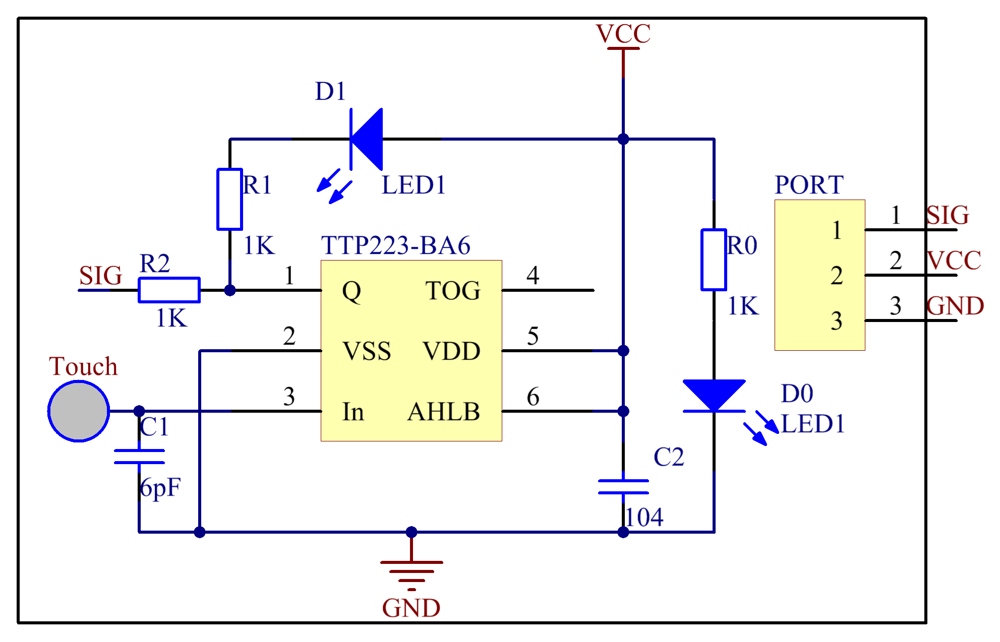 VCC
D1
R1
LED1
PORT
1K
TTP223-BA6
R0
1 1 SIG
SIG
R2
1
Q
TOG
4
2 2 VCC
1K
1K
3 3 GND
2
VSS
VDD
5
Touch
3
In
AHLB
6
D0
LED1
C1
6pF
C2
104
GND